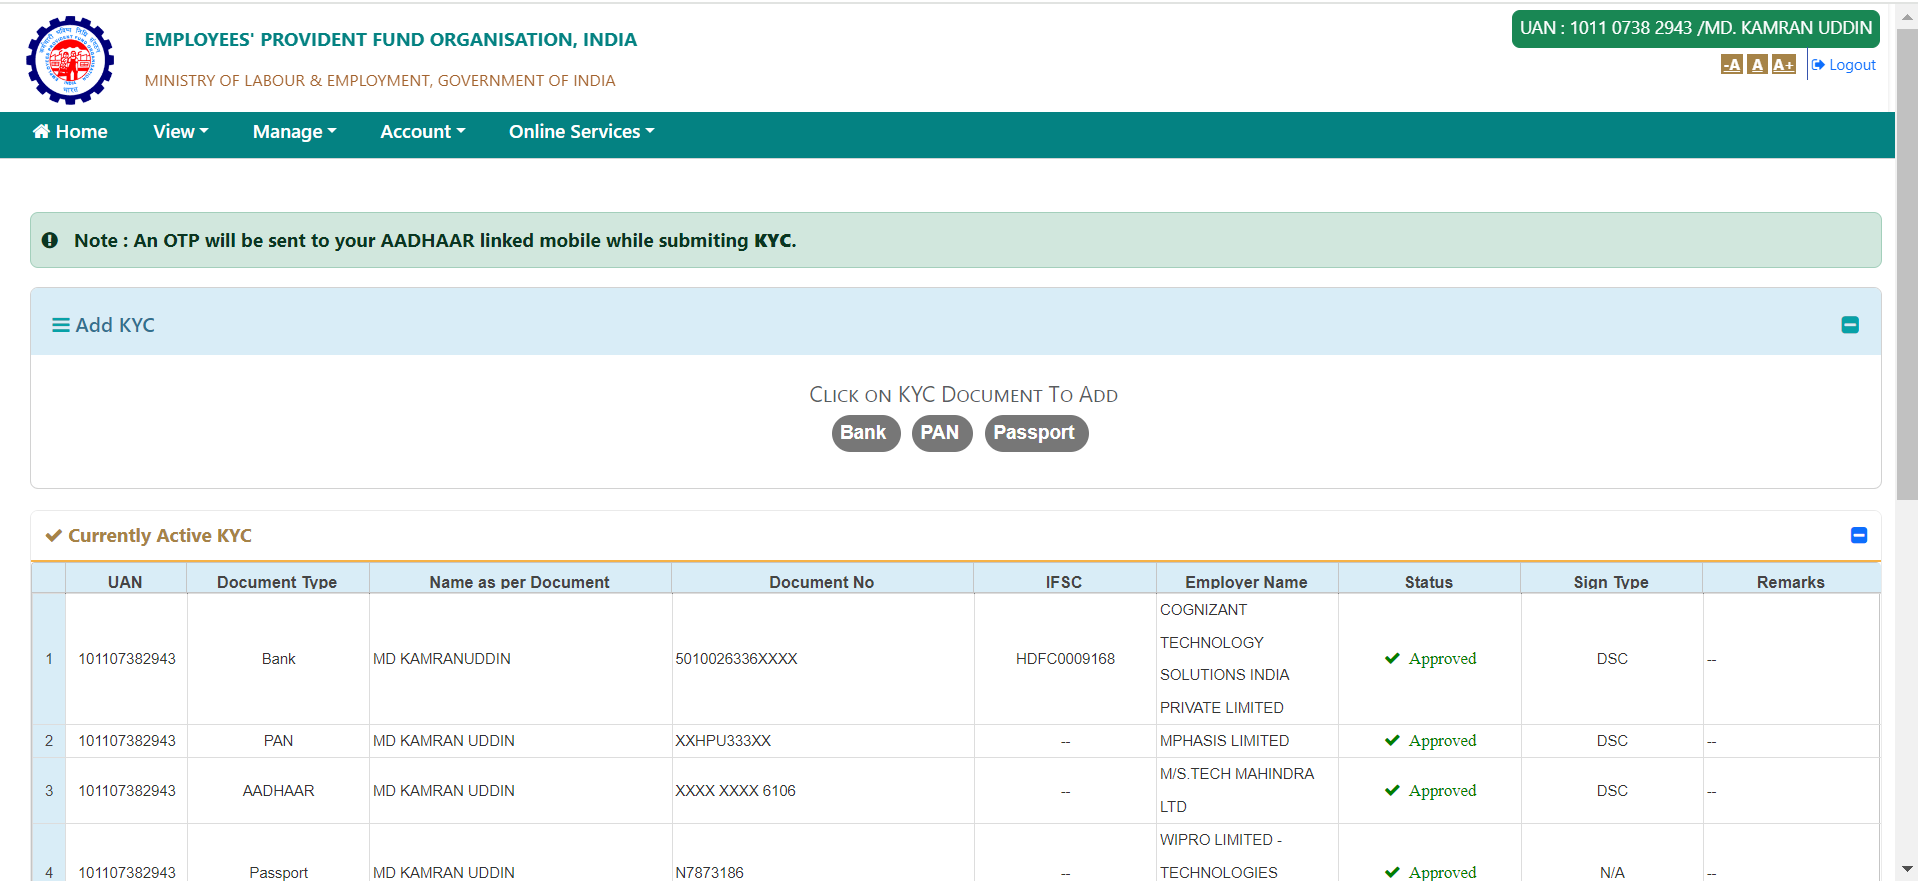 EMPLOYEES' PROVIDENT FUND ORGANISATION, INDIA
MINISTRY OF LABOUR & EMPLOYMENT, GOVERNMENT OF INDIA
UAN : 1011 0738 2943 /MD. KAMRAN UDDIN
-A A A+ Logout
Home View Manage Account Online Services
Note : An OTP will be sent to your AADHAAR linked mobile while submiting KYC.
Add KYC
CLICK ON KYC DOCUMENT TO ADD
Bank PAN Passport
Currently Active KYC
UAN Document Type Name as per Document Document No IFSC Employer Name Status Sign Type Remarks
1 101107382943 Bank MD KAMRANUDDIN 5010026336XXXX HDFC0009168 COGNIZANT
TECHNOLOGY
SOLUTIONS INDIA
PRIVATE LIMITED
Approved DSC --
2 101107382943 PAN MD KAMRAN UDDIN XXHPU333XX -- MPHASIS LIMITED Approved DSC --
3 101107382943 AADHAAR MD KAMRAN UDDIN XXXX XXXX 6106 -- M/S.TECH MAHINDRA
LTD
Approved DSC --
4 101107382943 Passport MD KAMRAN UDDIN N7873186 -- WIPRO LIMITED -
TECHNOLOGIES
Approved N/A --